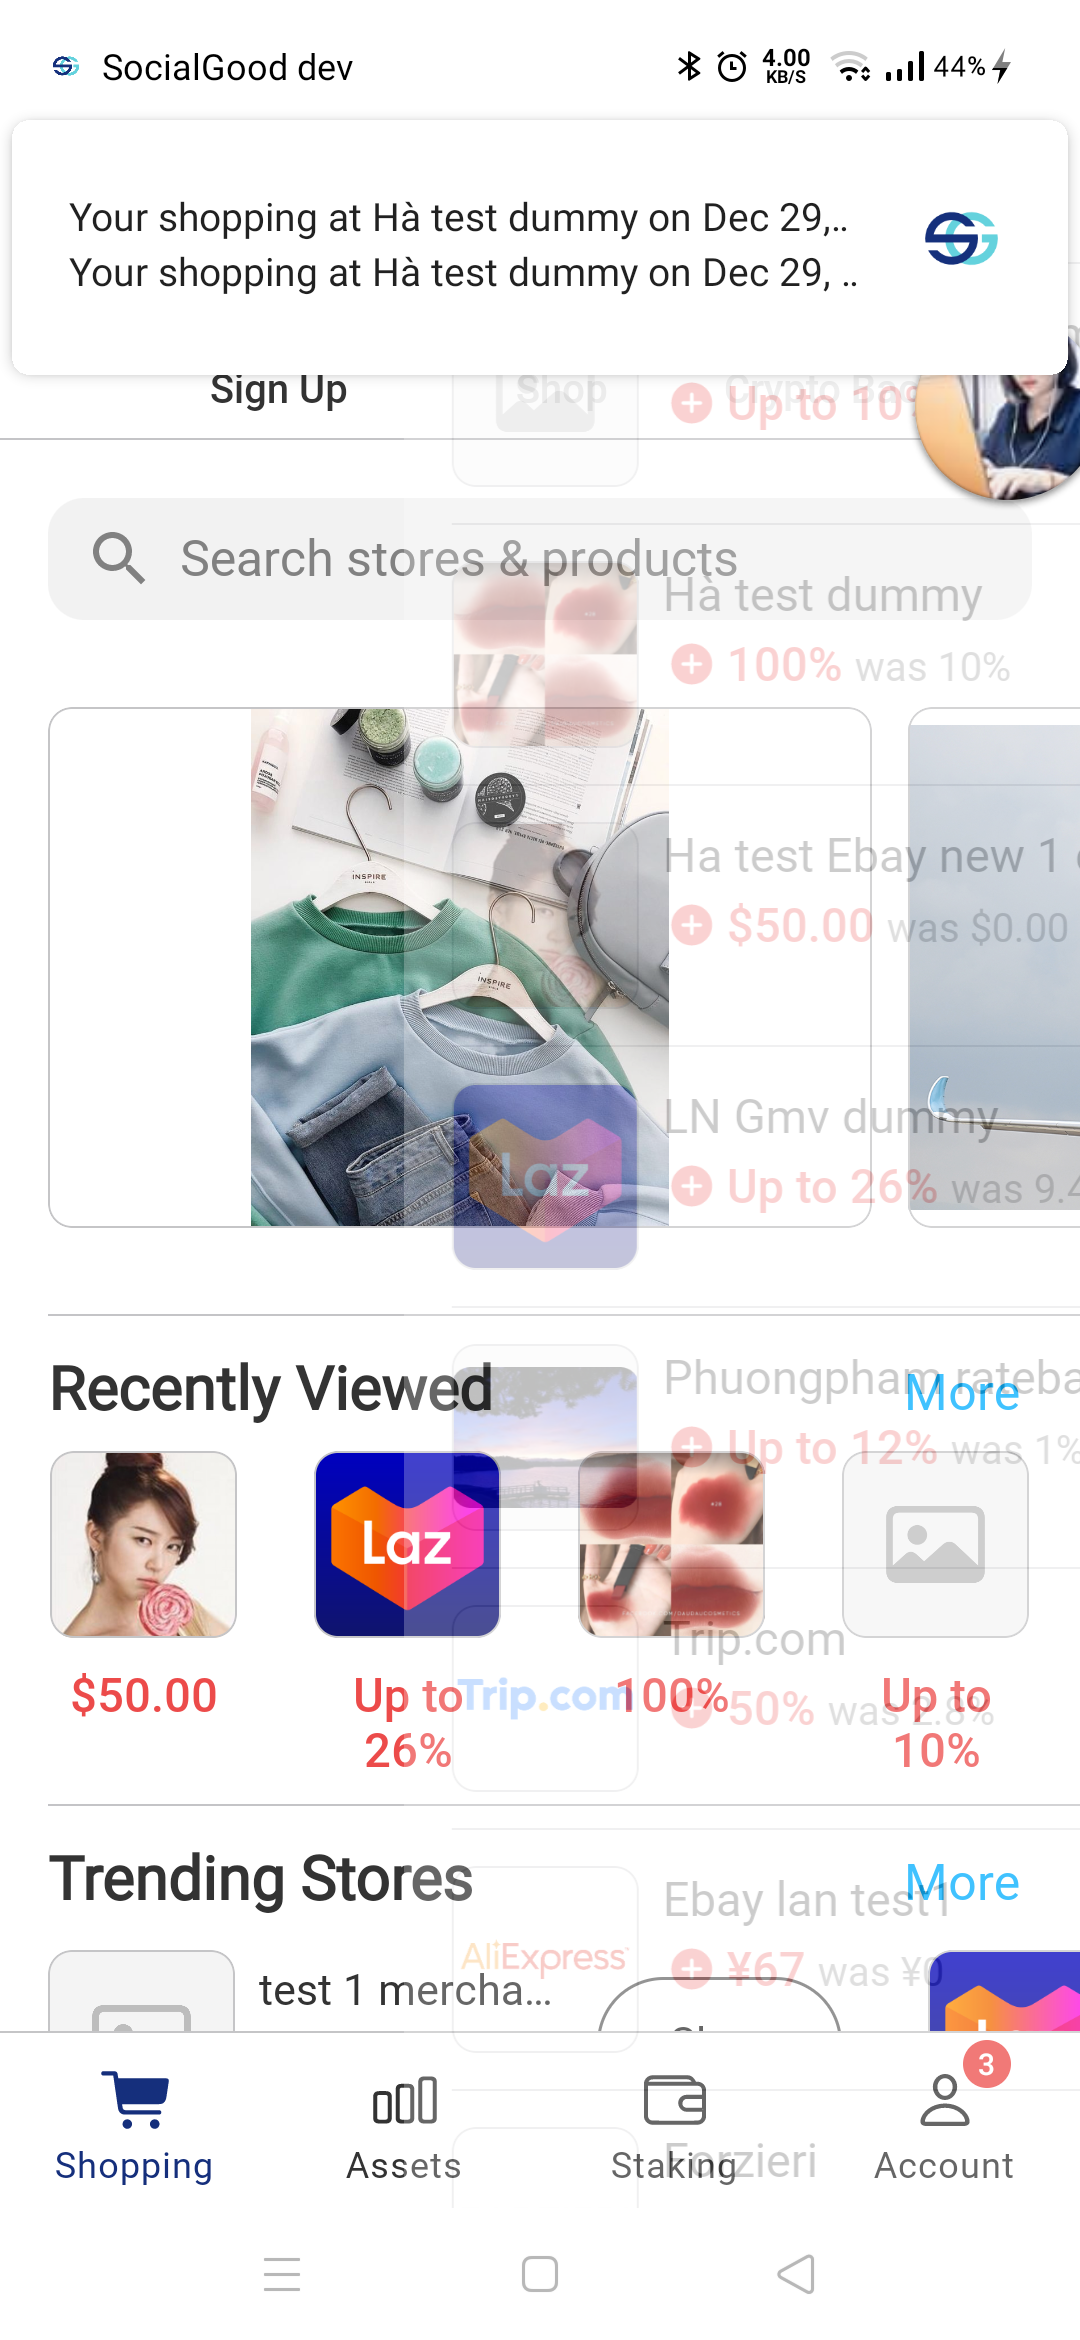 SocialGood dev
4.00
KB/S
44%
Your shopping at Hà test dummy on Dec 29,..
Your shopping at Hà test dummy on Dec 29, ..
Sign Up
Shop
Crypto Bac
Up to 10%
Search stores & products
Hà test dummy
100% was 10%
INSPIRE
INSPIRE
Ha test Ebay new 1
$50.00 was $0.00
LN Gmv dummy
Laz
Up to 26% was 9.4
Recently Viewed
More
Phuongpham rateba
Up to 12% was 1%
Laz
Trip.com
Trip.com
50% was 2.8%
$50.00
Up to
26%
100%
Up to
10%
Trending Stores
More
Ebay lan test1
AliExpress
¥67 was ¥0
test 1 mercha...
3
Shopping
Assets
Staking
Forzieri
Account